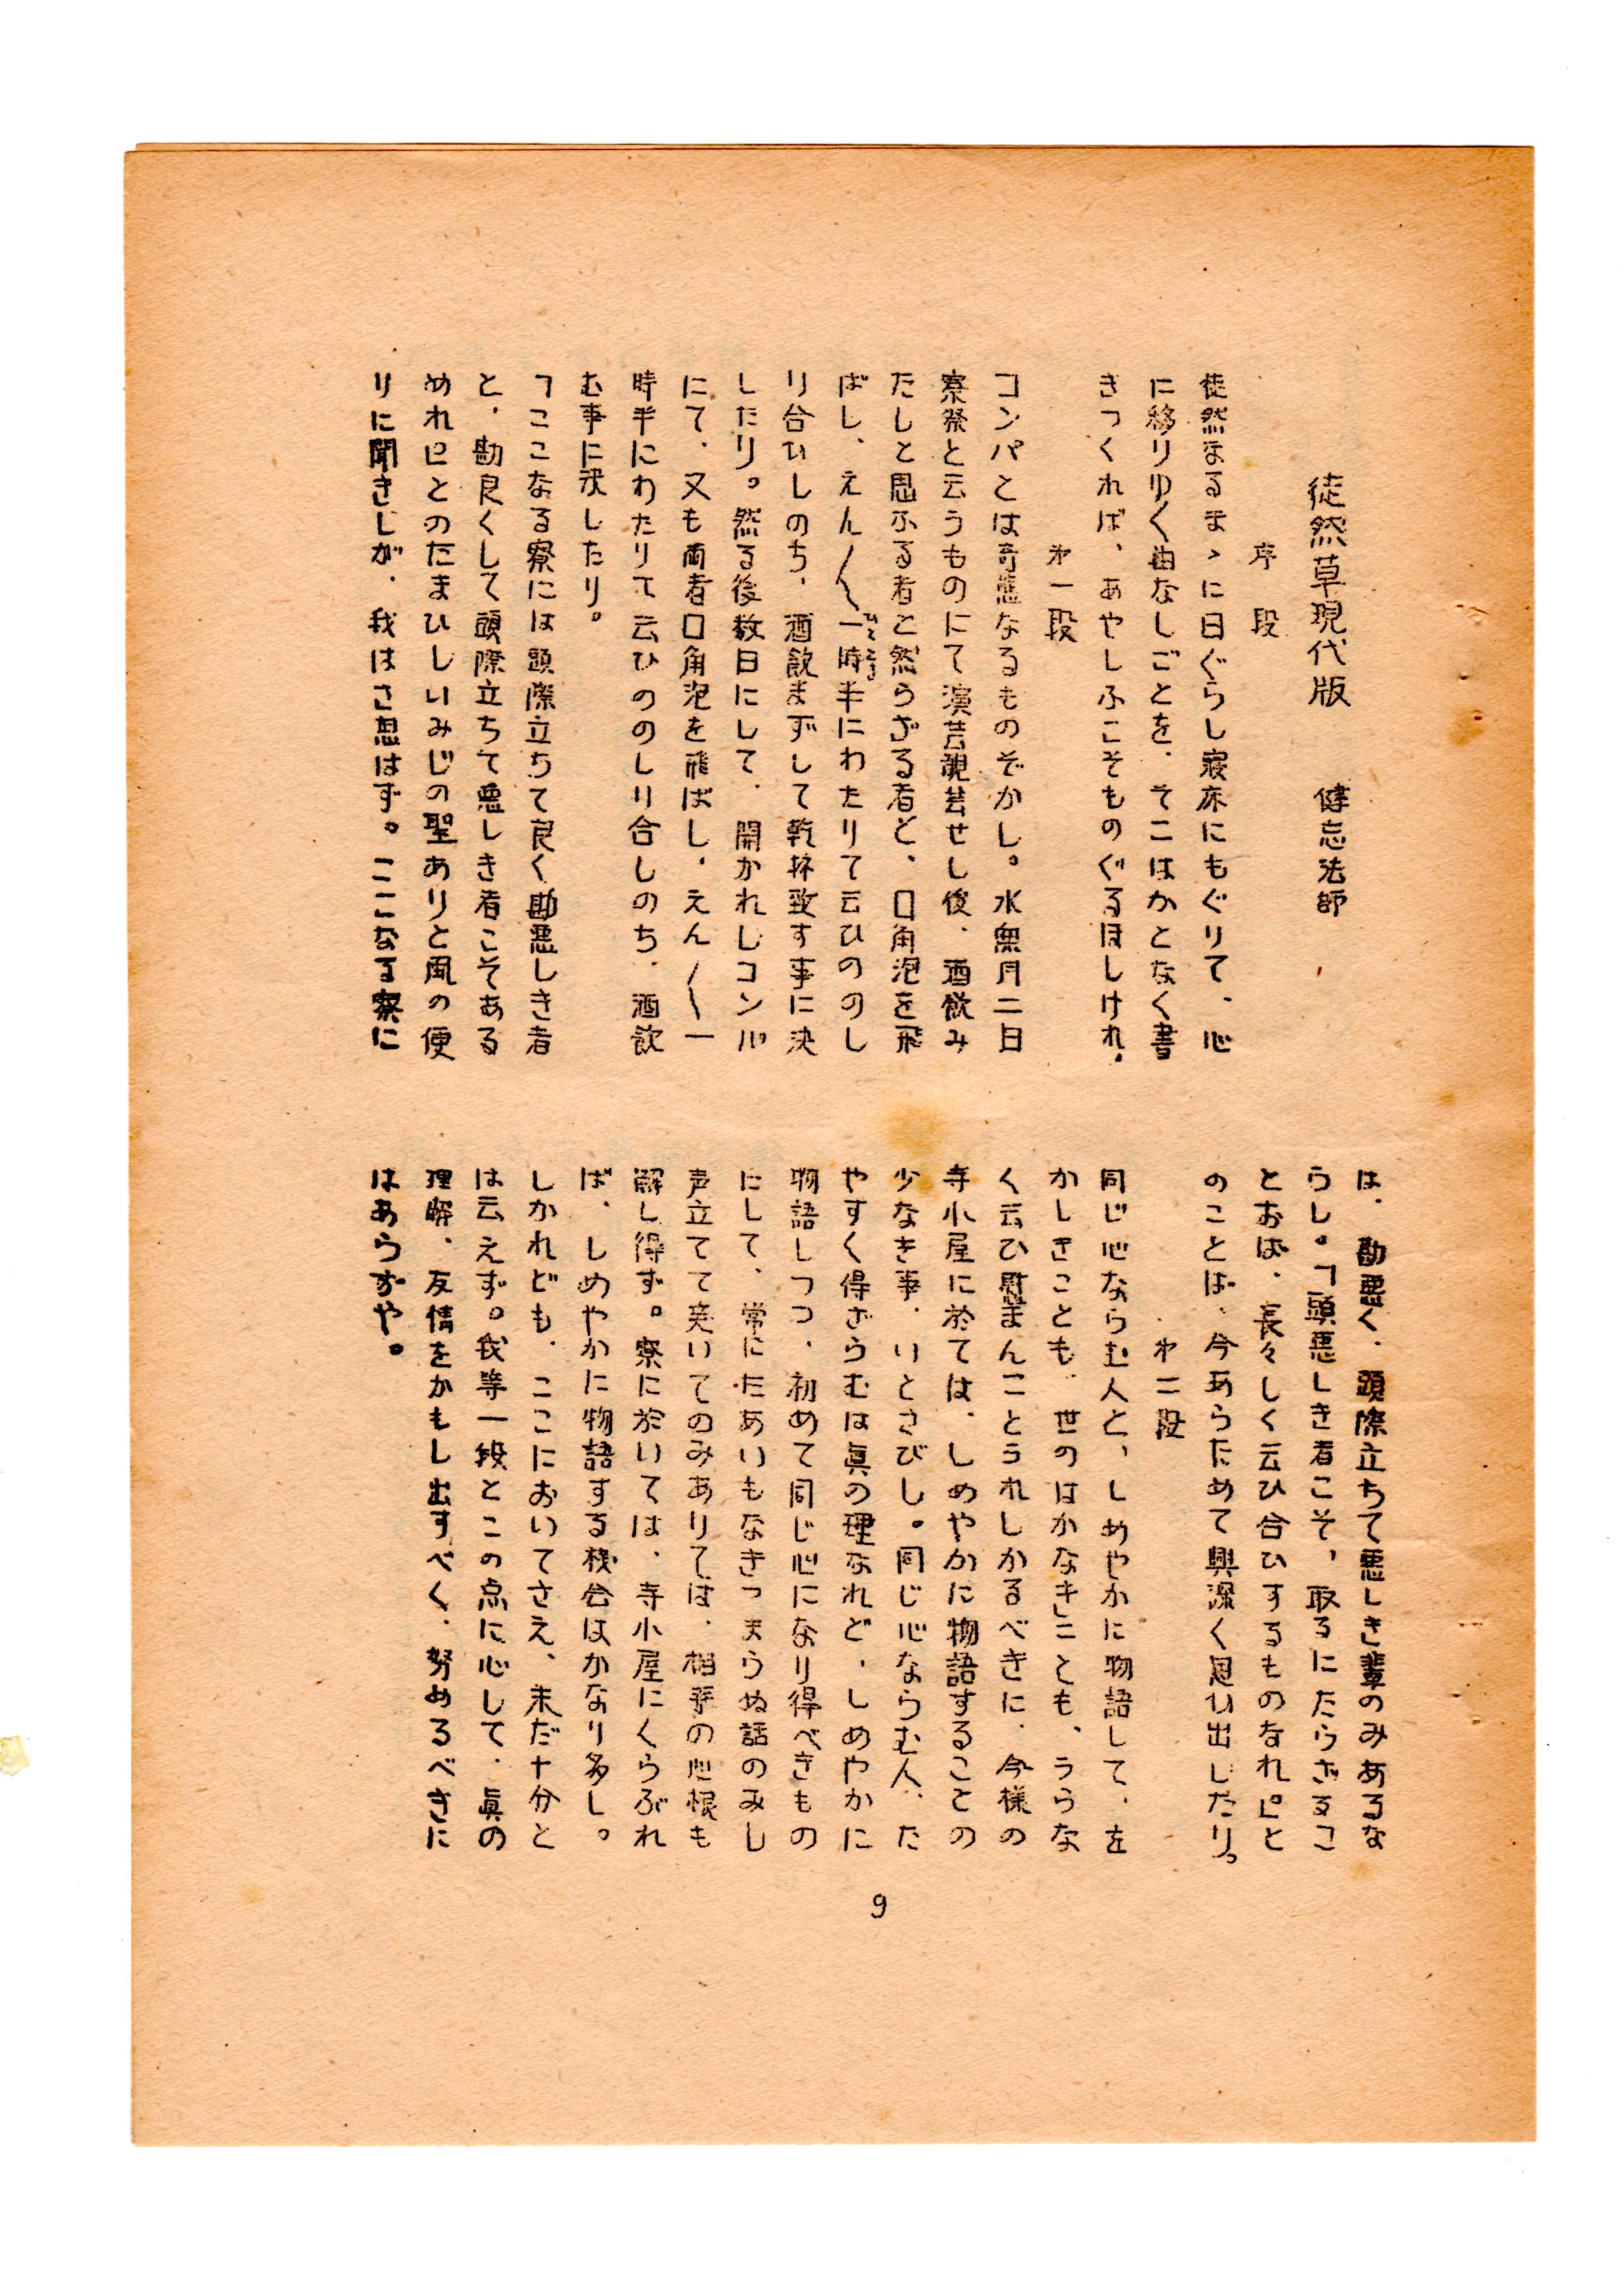 徒然草現代版　　健忘法師
序　段
徒然なるまゝに日ぐらし寝床にもぐりて、心
に移りゆく由なしごとを、そこはかとなく書
きつくれば、あやしふこそものぐるほしけれ。
才一段
コンパとは奇態なるものぞかし。水無月二日
寮祭と云うものにて演芸観芸せし後、酒飲み
たしと思ふる者と然らざる者と、口角泡を飛
ばし、えん〳〵一時半にわたりて云ひののし
り合ひしのち、酒飲まずして乾杯致す事に決
したり。然る後数日にして、開かれしコンパ
にて、又も両者口角泡を飛ばし、えん〳〵一
時半にわたりて云ひののしり合しのち、酒飲
む事に決したり。
「ここなる寮には頭際立ちて良く勘悪しき者
と、勘良くして頭際立ちて悪しき者こそある
めれ」とのたまひしいみじの聖ありと風の便
りに聞きしが、我はさ思はず。ここなる寮に
は、勘悪く、頭際立ちて悪しき輩のみあるな
らし。「頭悪しき者こそ、取るにたらざるこ
とおば、長々しく云ひ合ひするものなれ」と
のことば、今あらためて興深く思ひ出したり。
才二段
同じ心ならむ人と、しめやかに物語して、を
かしきことも、世のはかなきことも、うらな
く云ひ慰まんことうれしかるべきに、今様の
寺小屋に於ては、しめやかに物語することの
少なき事、いとさびし。同じ心ならむ人、た
やすく得ざらむは眞の理なれど、しめやかに
物語しつつ、初めて同じ心になり得べきもの
にして、常にたあいもなきつまらぬ話のみし
声立てて笑いてのみありては、相手の心根も
解し得ず。寮に於いては、寺小屋にくらぶれ
ば、しめやかに物語する機会はかなり多し。
しかれども、ここにおいてさえ、未だ十分と
は云えず。我等一段とこの点に心して、眞の
理解、友情をかもし出すべく、努めるべきに
はあらずや。
9